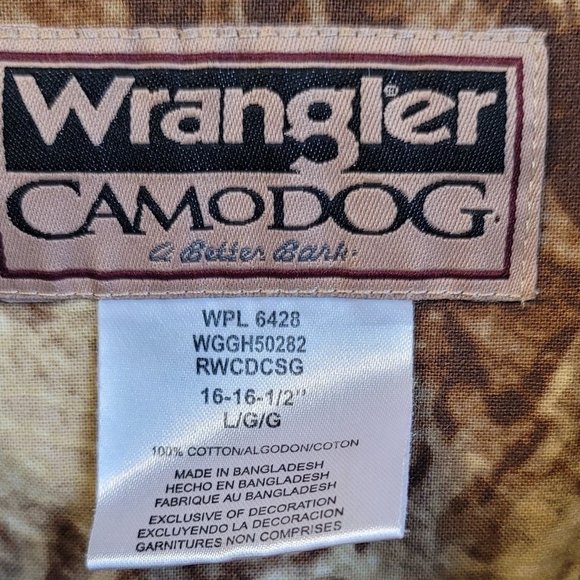 Wrangler®
CAMoDOG.
A Better Bark.
WPL 6428
WGGH50282
RWCDCSG
16-16-1/2"
L/G/G
100% COTTON/ALGODON/COTON
MADE IN BANGLADESH
HECHO EN BANGLADESH
FABRIQUE AU BANGLADESH
EXCLUSIVE OF DECORATION
EXCLUYENDO LA DECORACION
GARNITURES NON COMPRISES